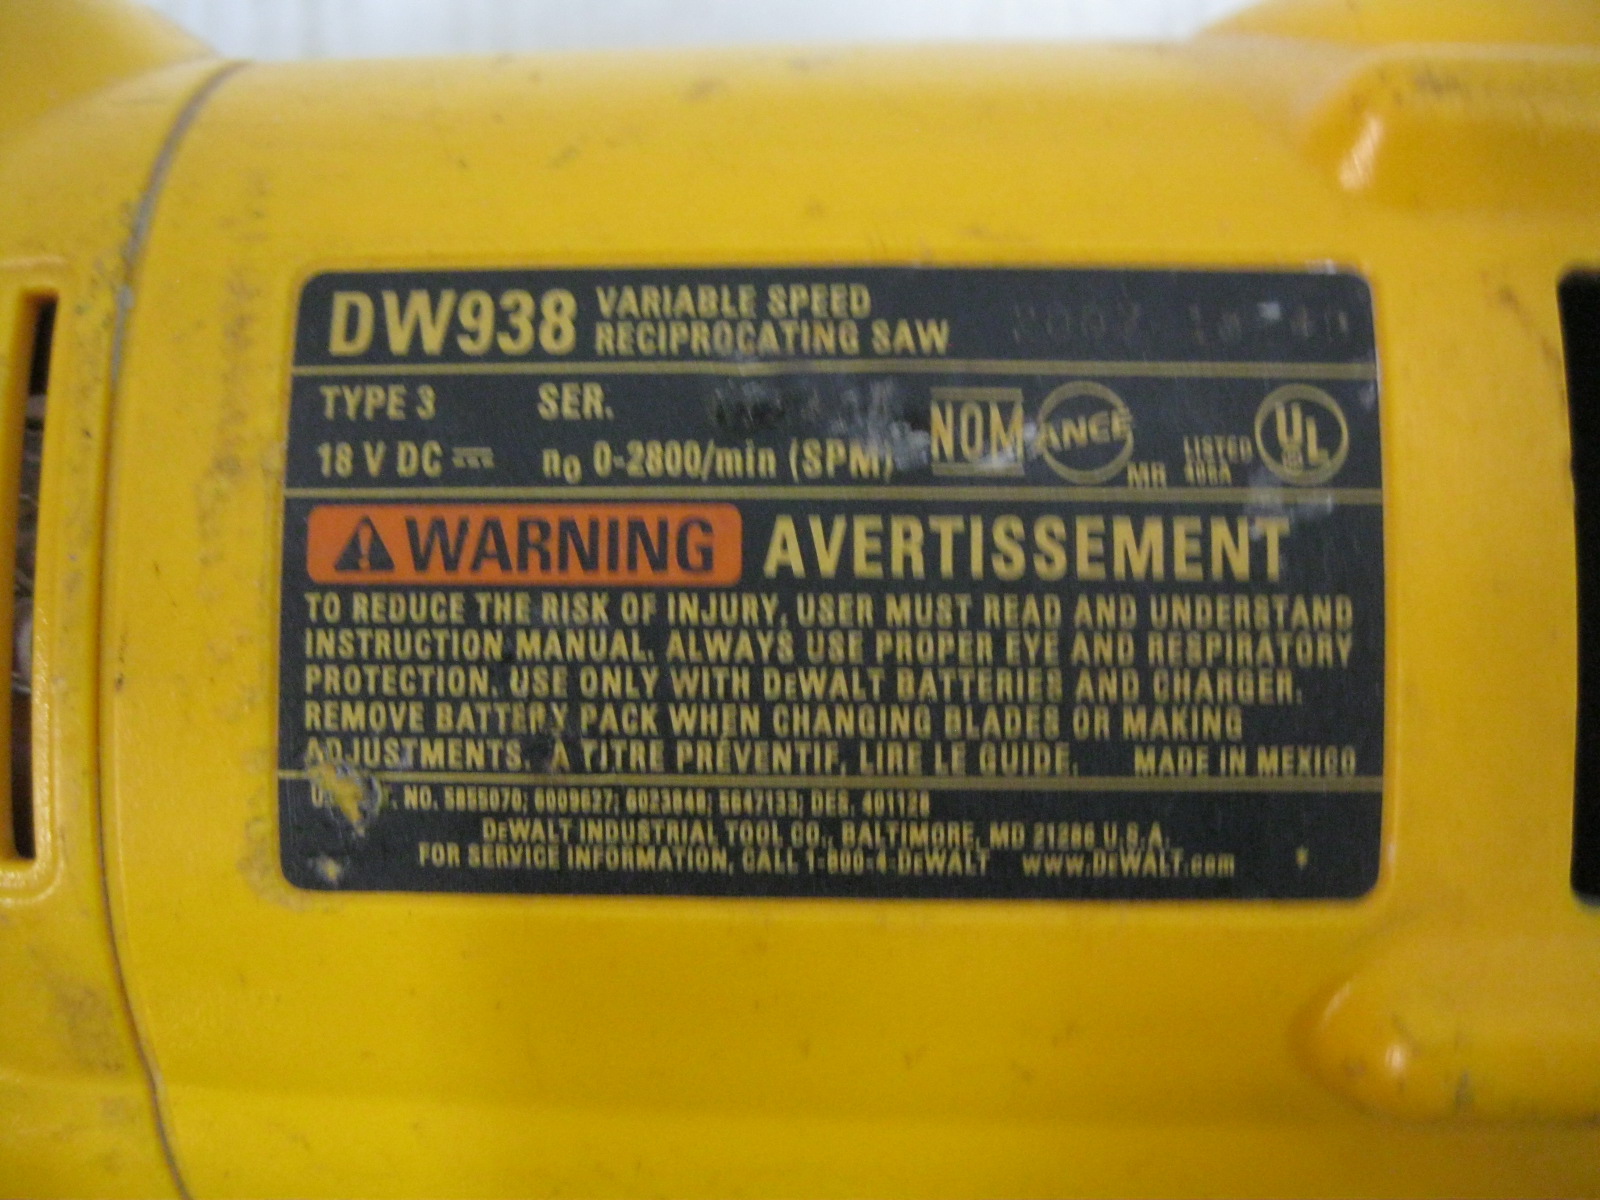 DW938 VARIABLE SPEED
RECIPROCATING SAW
TYPE 3 SER.
18 V DC n0 0-2800/min (SPM)
NOM ANCE MR LISTED UL
WARNING AVERTISSEMENT
TO REDUCE THE RISK OF INJURY, USER MUST READ AND UNDERSTAND
INSTRUCTION MANUAL. ALWAYS USE PROPER EYE AND RESPIRATORY
PROTECTION. USE ONLY WITH DEWALT BATTERIES AND CHARGER.
REMOVE BATTERY PACK WHEN CHANGING BLADES OR MAKING
ADJUSTMENTS. À TITRE PRÉVENTIF, LIRE LE GUIDE. MADE IN MEXICO
NO. 5855070; 6009627; 6023848; 5647133; DES. 401128
DEWALT INDUSTRIAL TOOL CO., BALTIMORE, MD 21286 U.S.A.
FOR SERVICE INFORMATION, CALL 1-800-4-DEWALT www.DEWALT.com